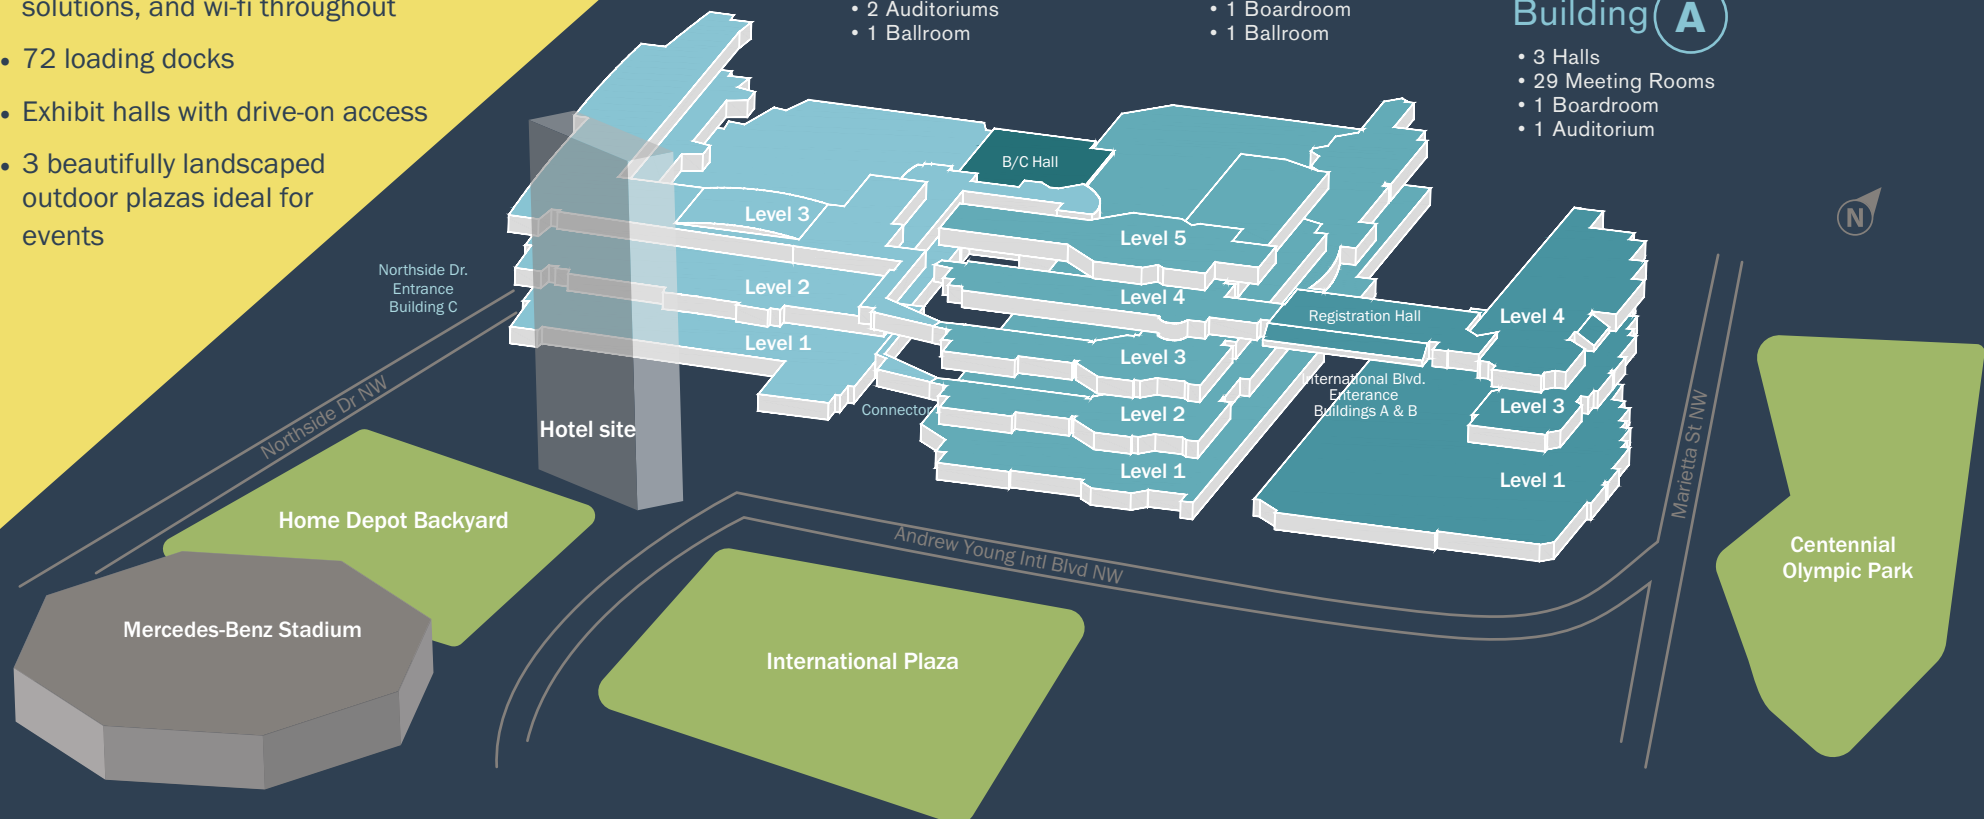 solutions, and wi-fi throughout
• 72 loading docks
• Exhibit halls with drive-on access
• 3 beautifully landscaped
outdoor plazas ideal for
events
• 2 Auditoriums
• 1 Ballroom
• 1 Boardroom
• 1 Ballroom
Building A
• 3 Halls
• 29 Meeting Rooms
• 1 Boardroom
• 1 Auditorium
N
B/C Hall
Level 3
Level 2
Level 1
Level 5
Level 4
Level 3
Level 2
Level 1
Registration Hall
Level 4
Level 3
Level 1
Northside Dr.
Entrance
Building C
Connector
International Blvd.
Enterance
Buildings A & B
Hotel site
Northside Dr NW
Marietta St NW
Andrew Young Intl Blvd NW
Home Depot Backyard
Mercedes-Benz Stadium
International Plaza
Centennial
Olympic Park